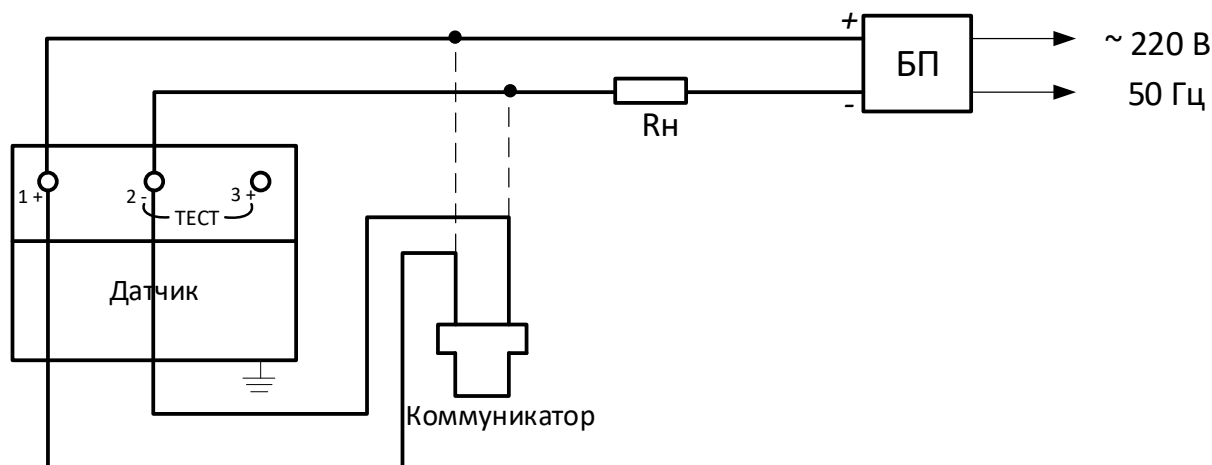 +
~ 220 В
БП
50 Гц
-
Rн
1 +
2 -
3 +
ТЕСТ
Датчик
Коммуникатор